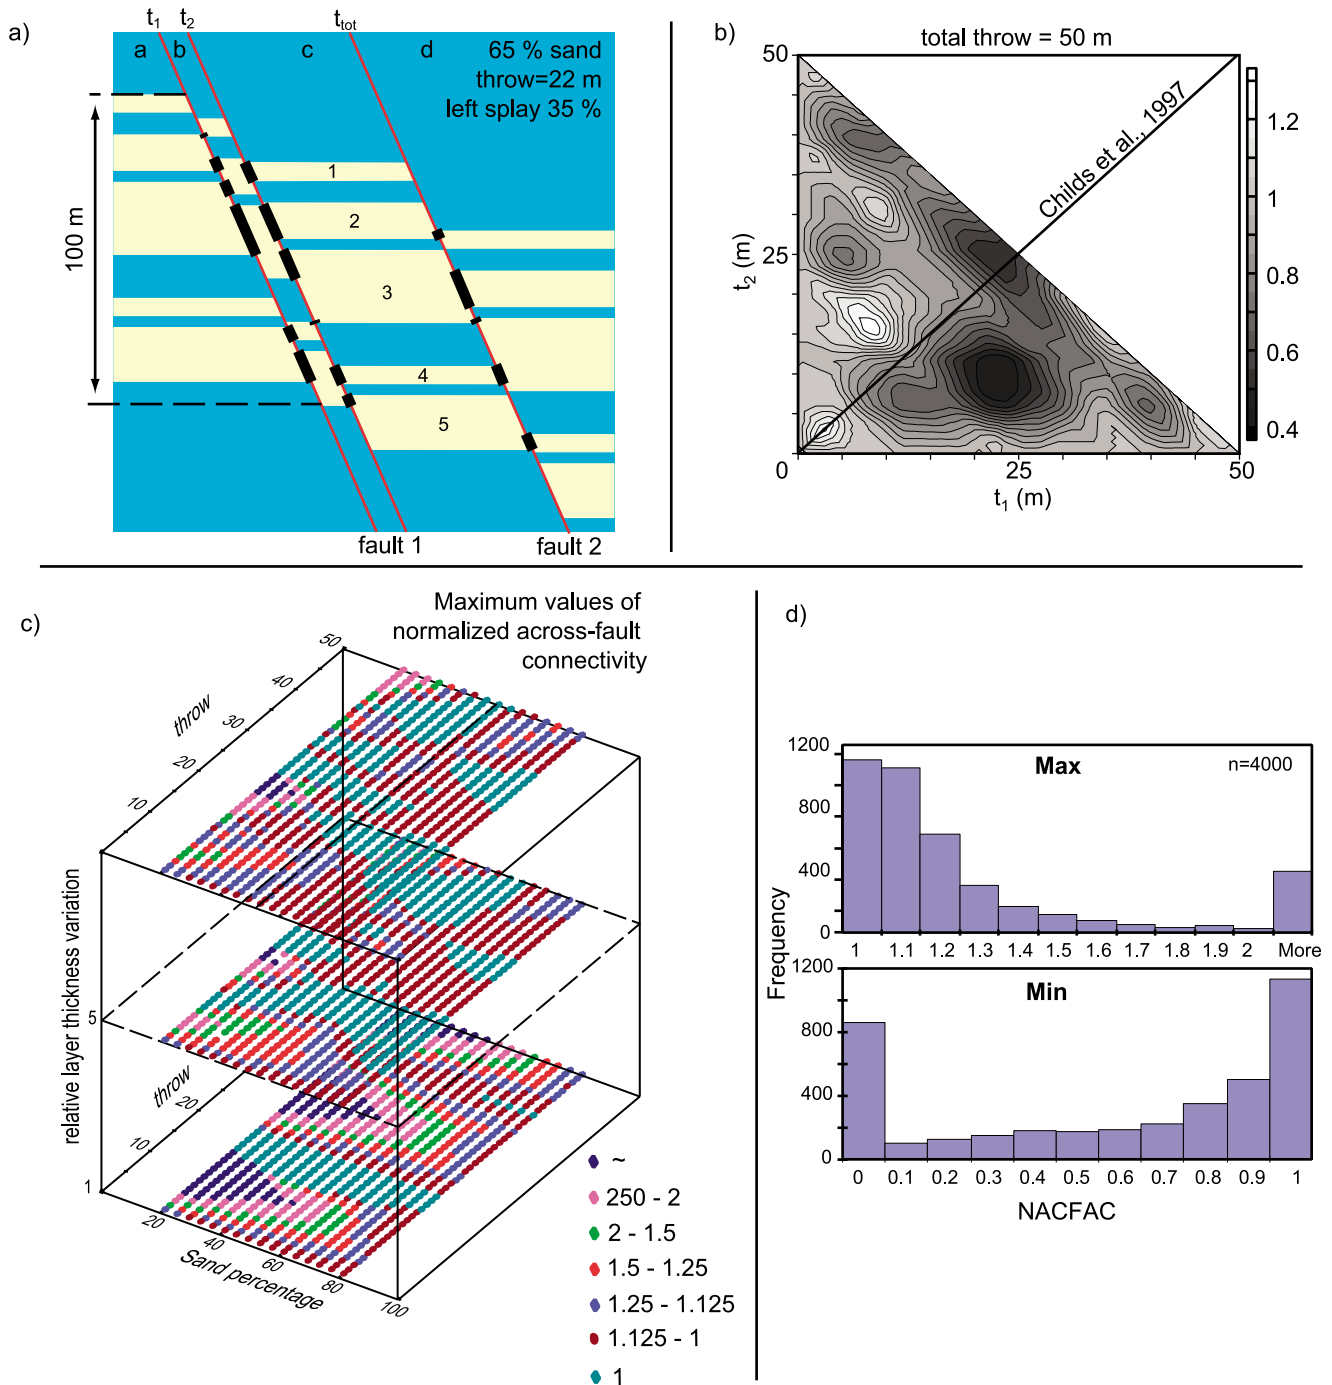 a)
t1 t2 ttot
a b c d
65 % sand
throw=22 m
left splay 35 %
100 m
1
2
3
4
5
fault 1 fault 2
b)
total throw = 50 m
50
25
0
25
50
t2 (m)
t1 (m)
Childs et al., 1997
1.2
1
0.8
0.6
0.4
c)
Maximum values of
normalized across-fault
connectivity
50
40
30
20
10
throw
relative layer thickness variation
5
1
throw
20
10
20
40
60
80
100
Sand percentage
~
250 - 2
2 - 1.5
1.5 - 1.25
1.25 - 1.125
1.125 - 1
1
d)
Max
n=4000
1200
800
400
0
1 1.1 1.2 1.3 1.4 1.5 1.6 1.7 1.8 1.9 2 More
Frequency
Min
1200
800
400
0
0 0.1 0.2 0.3 0.4 0.5 0.6 0.7 0.8 0.9 1
NACFAC